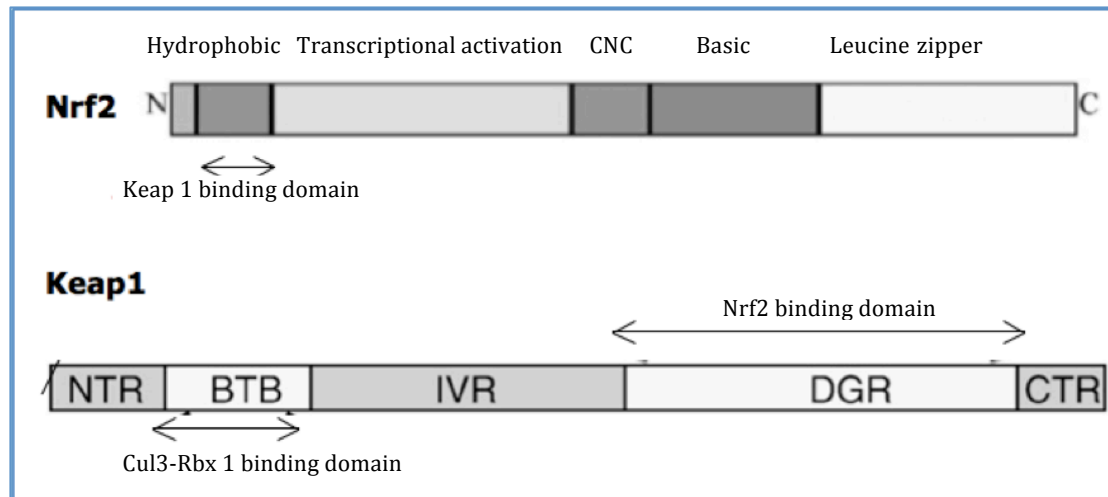 Hydrophobic Transcriptional activation CNC Basic Leucine zipper
Nrf2 N C
Keap 1 binding domain
Keap1
Nrf2 binding domain
NTR BTB IVR DGR CTR
Cul3-Rbx 1 binding domain